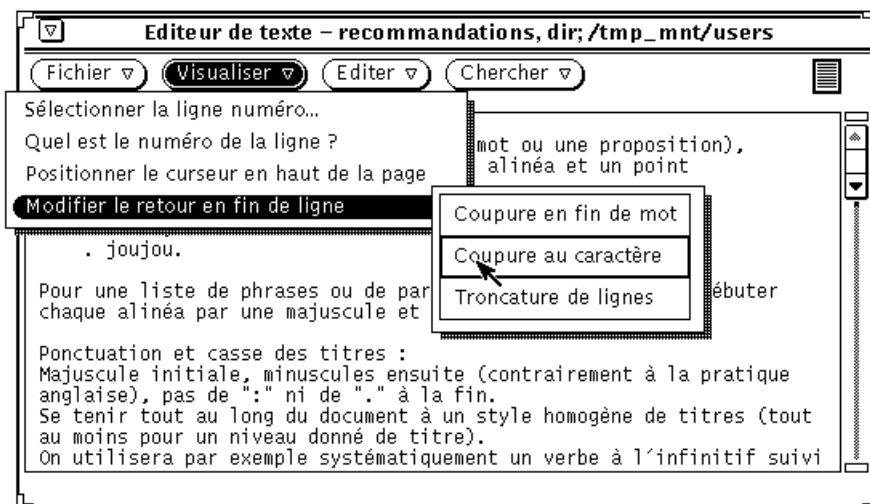 Editeur de texte – recommandations, dir; /tmp_mnt/users
Fichier Visualiser Editer Chercher
Sélectionner la ligne numéro...
Quel est le numéro de la ligne ?
Positionner le curseur en haut de la page
Modifier le retour en fin de ligne
Coupure en fin de mot
Coupure au caractère
Troncature de lignes
mot ou une proposition),
alinéa et un point
. joujou.
Pour une liste de phrases ou de par ébuter
chaque alinéa par une majuscule et
Ponctuation et casse des titres :
Majuscule initiale, minuscules ensuite (contrairement à la pratique
anglaise), pas de ":" ni de "." à la fin.
Se tenir tout au long du document à un style homogène de titres (tout
au moins pour un niveau donné de titre).
On utilisera par exemple systématiquement un verbe à l´infinitif suivi